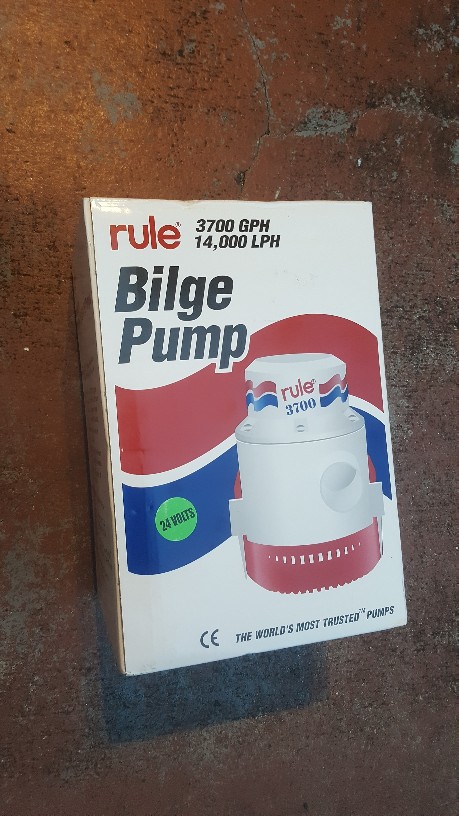 rule® 3700 GPH
14,000 LPH
Bilge
Pump
rule®
3700
24 VOLTS
CE THE WORLD'S MOST TRUSTED™ PUMPS